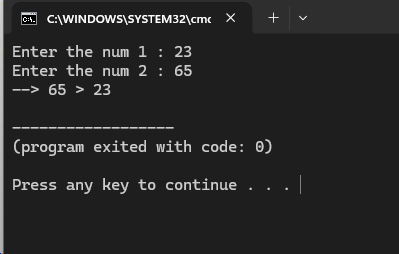 C:\WINDOWS\SYSTEM32\cmc
Enter the num 1 : 23
Enter the num 2 : 65
--> 65 > 23
------------------
(program exited with code: 0)
Press any key to continue . . .